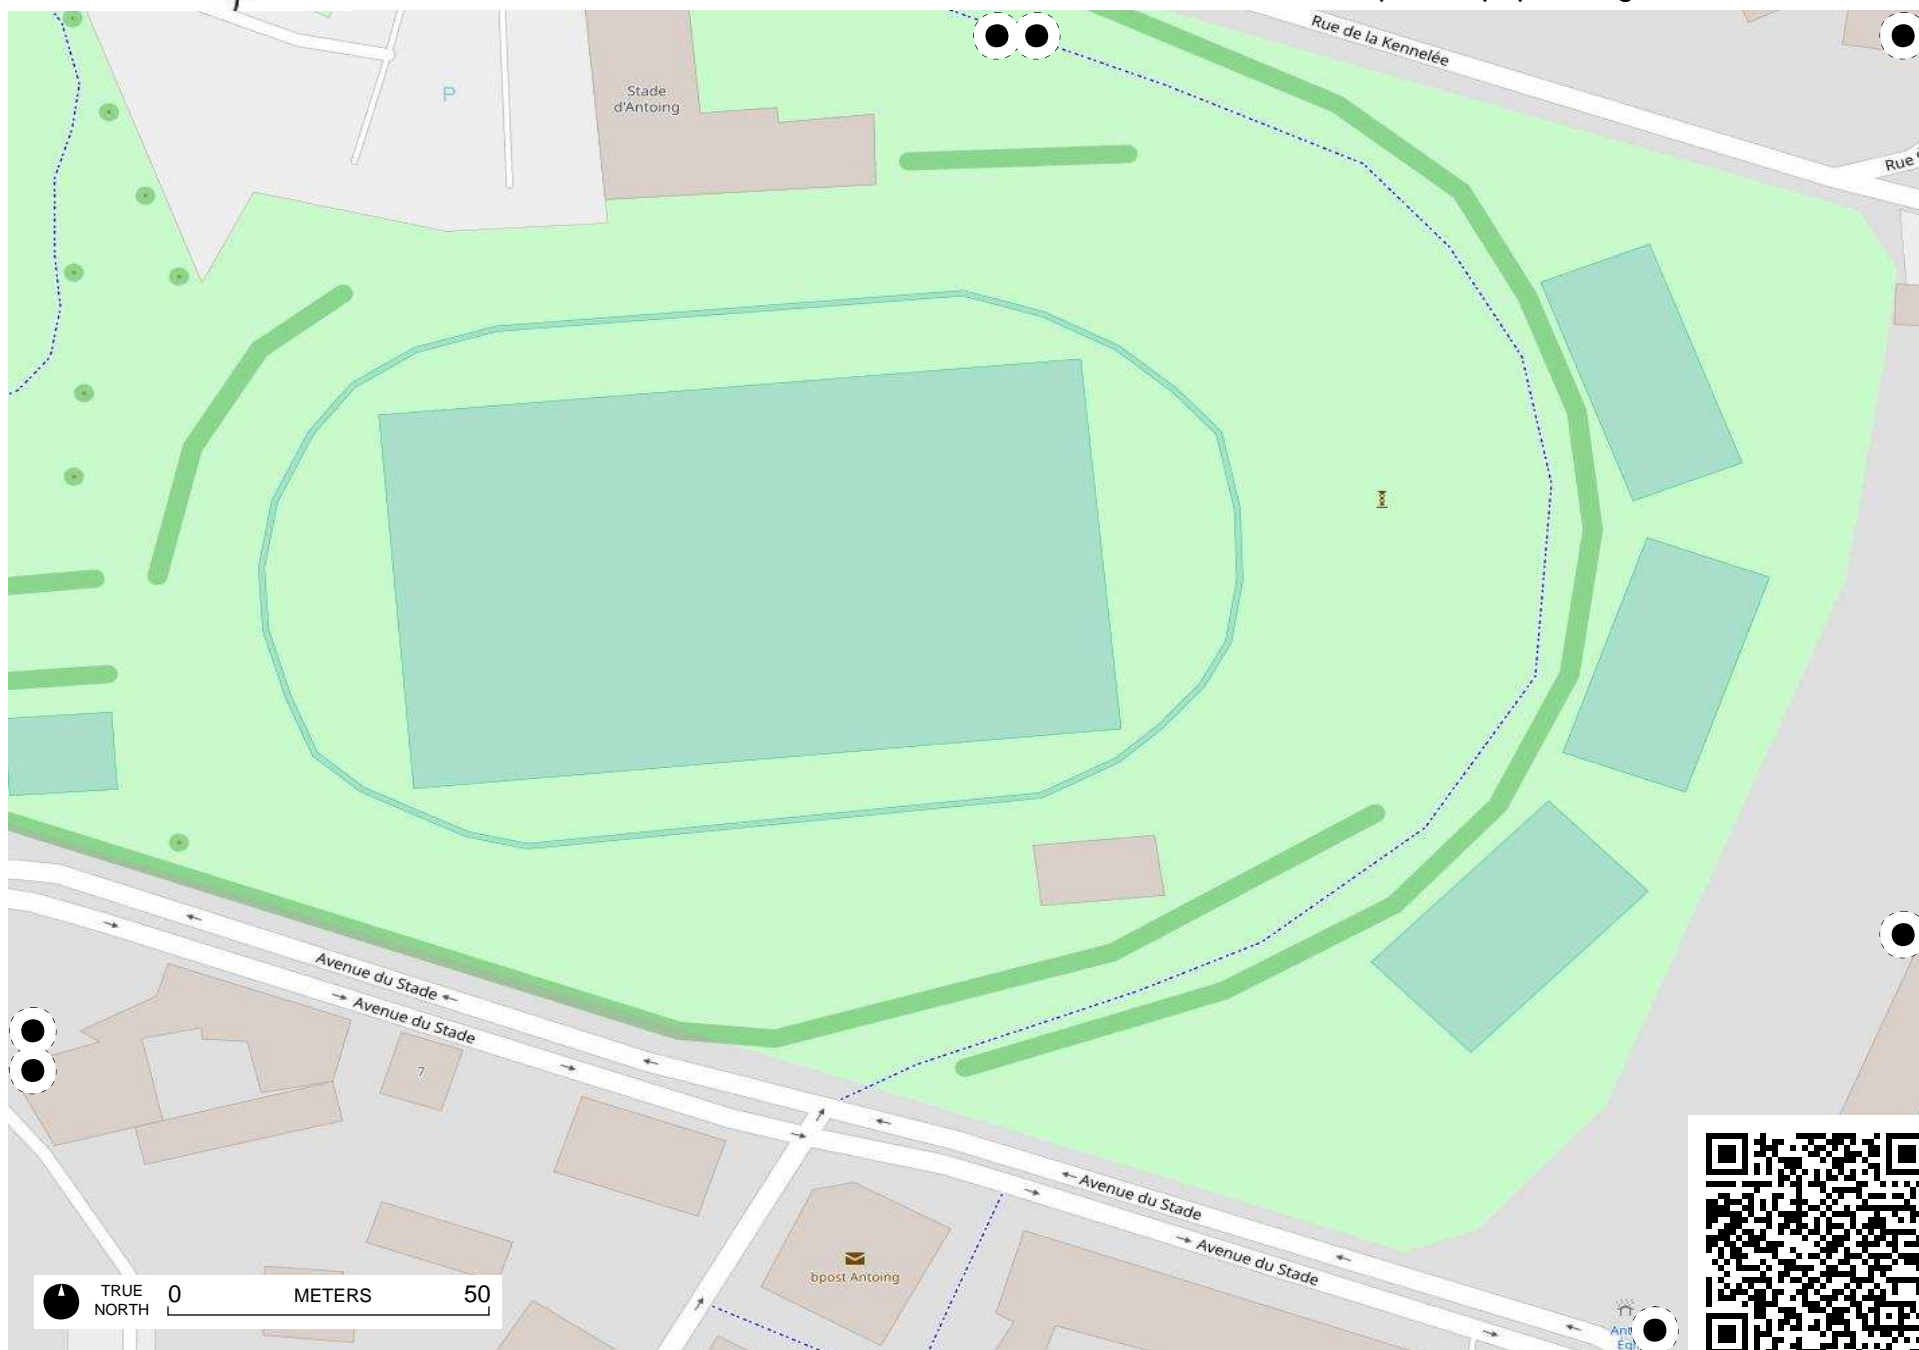 Rue de la Kennelée
P
Stade
d'Antoing
Rue
Avenue du Stade
Avenue du Stade
7
Avenue du Stade
Avenue du Stade
bpost Antoing
TRUE
NORTH
0
METERS
50